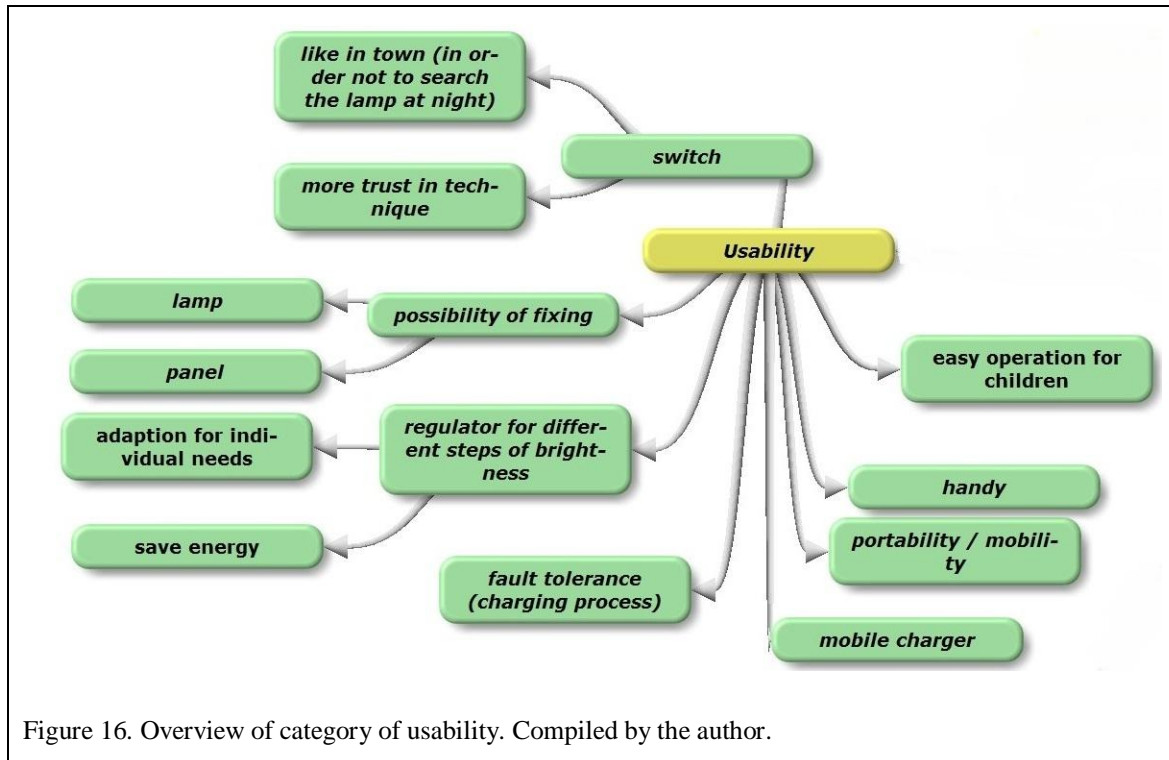 like in town (in or-
der not to search
the lamp at night)
switch
more trust in tech-
nique
Usability
lamp
possibility of fixing
panel
easy operation for
children
adaption for indi-
vidual needs
regulator for differ-
ent steps of bright-
ness
handy
save energy
portability / mobili-
ty
fault tolerance
(charging process)
mobile charger
Figure 16. Overview of category of usability. Compiled by the author.